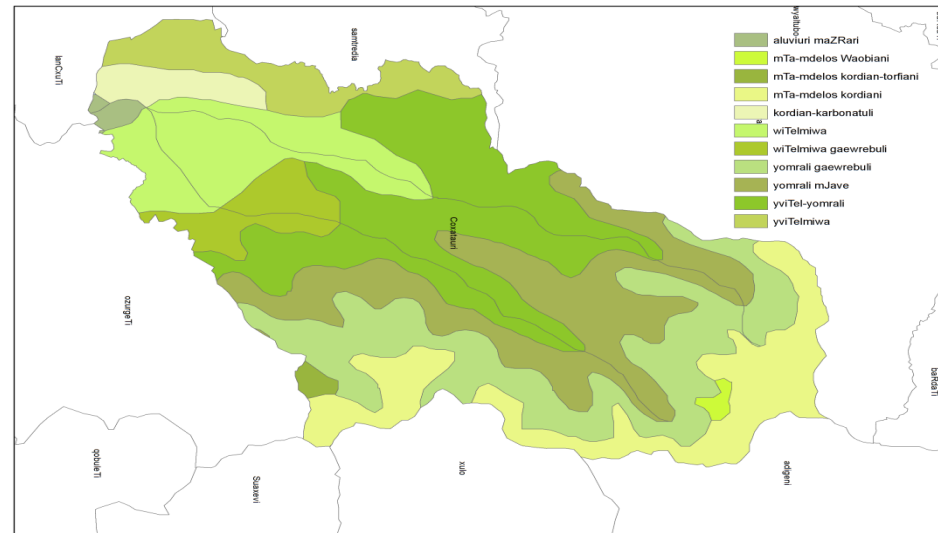 aluviuri maZRari
mTa-mdelos Waobiani
mTa-mdelos kordian-torfiani
mTa-mdelos kordiani
kordian-karbonatuli
wiTelmiwa
wiTelmiwa gaewrebuli
yomrali gaewrebuli
yomrali mJave
yviTel-yomrali
yviTelmiwa
lanCxuTi
samtredia
Coxatauri
ozurgeTi
qobuleTi
Suaxevi
xulo
adigeni